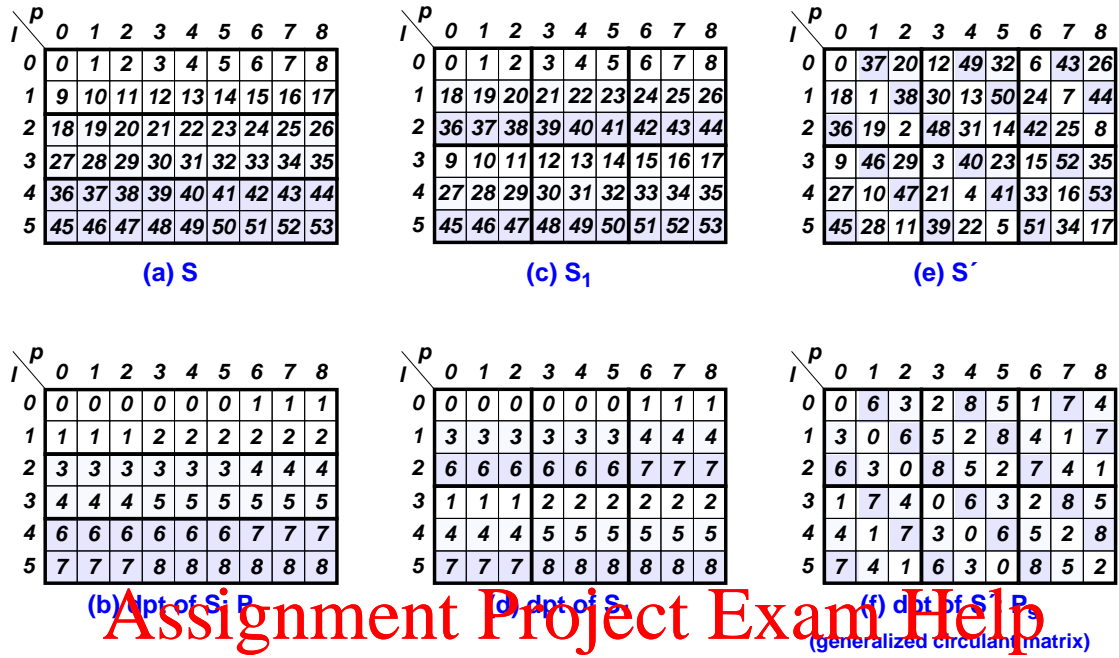 p p p
l 0 1 2 3 4 5 6 7 8 l 0 1 2 3 4 5 6 7 8 l 0 1 2 3 4 5 6 7 8
0 0 1 2 3 4 5 6 7 8 0 0 1 2 3 4 5 6 7 8 0 0 37 20 12 49 32 6 43 26
1 9 10 11 12 13 14 15 16 17 1 18 19 20 21 22 23 24 25 26 1 18 1 38 30 13 50 24 7 44
2 18 19 20 21 22 23 24 25 26 2 36 37 38 39 40 41 42 43 44 2 36 19 2 48 31 14 42 25 8
3 27 28 29 30 31 32 33 34 35 3 9 10 11 12 13 14 15 16 17 3 9 46 29 3 40 23 15 52 35
4 36 37 38 39 40 41 42 43 44 4 27 28 29 30 31 32 33 34 35 4 27 10 47 21 4 41 33 16 53
5 45 46 47 48 49 50 51 52 53 5 45 46 47 48 49 50 51 52 53 5 45 28 11 39 22 5 51 34 17
(a) S (c) S1 (e) S´
p p p
l 0 1 2 3 4 5 6 7 8 l 0 1 2 3 4 5 6 7 8 l 0 1 2 3 4 5 6 7 8
0 0 0 0 0 0 0 1 1 1 0 0 0 0 0 0 0 1 1 1 0 0 6 3 2 8 5 1 7 4
1 1 1 1 2 2 2 2 2 2 1 3 3 3 3 3 3 4 4 4 1 3 0 6 5 2 8 4 1 7
2 3 3 3 3 3 3 4 4 4 2 6 6 6 6 6 6 7 7 7 2 6 3 0 8 5 2 7 4 1
3 4 4 4 5 5 5 5 5 5 3 1 1 1 2 2 2 2 2 2 3 1 7 4 0 6 3 2 8 5
4 6 6 6 6 6 6 7 7 7 4 4 4 4 5 5 5 5 5 5 4 4 1 7 3 0 6 5 2 8
5 7 7 7 8 8 8 8 8 8 5 7 7 7 8 8 8 8 8 8 5 7 4 1 6 3 0 8 5 2
(b) dpt of S: P (d) dpt of S (f) dpt of S´: P
Assignment Project Exam Help
(generalized circulant matrix)